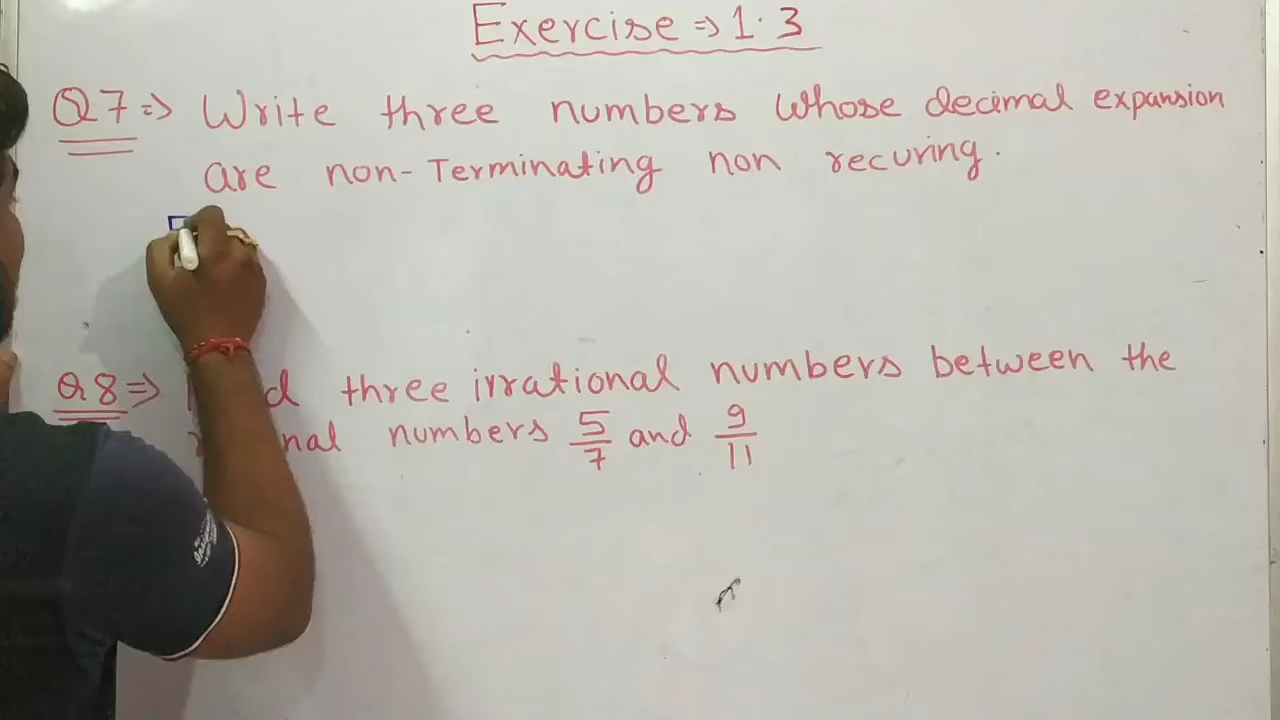 Exercise ⇒ 1.3
Q7 ⇒ Write three numbers whose decimal expansion
are non-Terminating non recuring.
Q8 ⇒ three irrational numbers between the
numbers 5/7 and 9/11